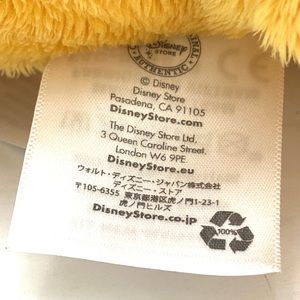 Disney
STORE
AUTHENTIC
© Disney
Disney Store
Pasadena, CA 91105
DisneyStore.com
The Disney Store Ltd.
3 Queen Caroline Street,
London W6 9PE
DisneyStore.eu
ウォルト・ディズニー・ジャパン株式会社
ディズニー・ストア
〒105-6355 東京都港区虎ノ門1-23-1
虎ノ門ヒルズ
DisneyStore.co.jp
100%